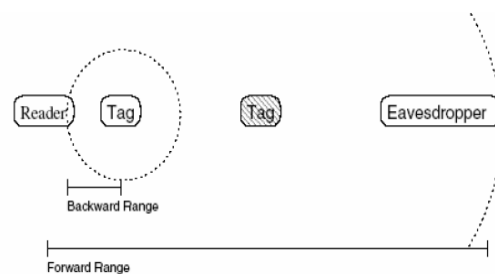 Reader
Tag
Tag
Eavesdropper
Backward Range
Forward Range